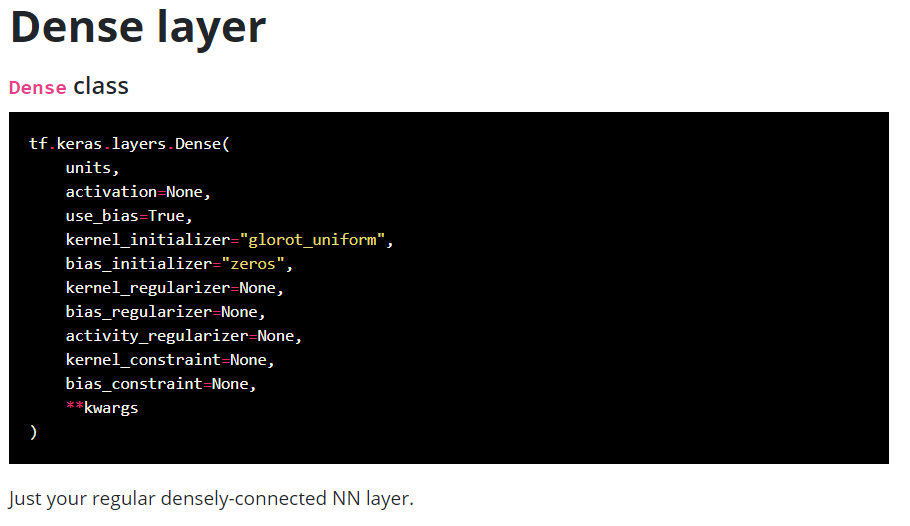 Dense layer
Dense class
tf.keras.layers.Dense(
    units,
    activation=None,
    use_bias=True,
    kernel_initializer="glorot_uniform",
    bias_initializer="zeros",
    kernel_regularizer=None,
    bias_regularizer=None,
    activity_regularizer=None,
    kernel_constraint=None,
    bias_constraint=None,
    **kwargs
)
Just your regular densely-connected NN layer.